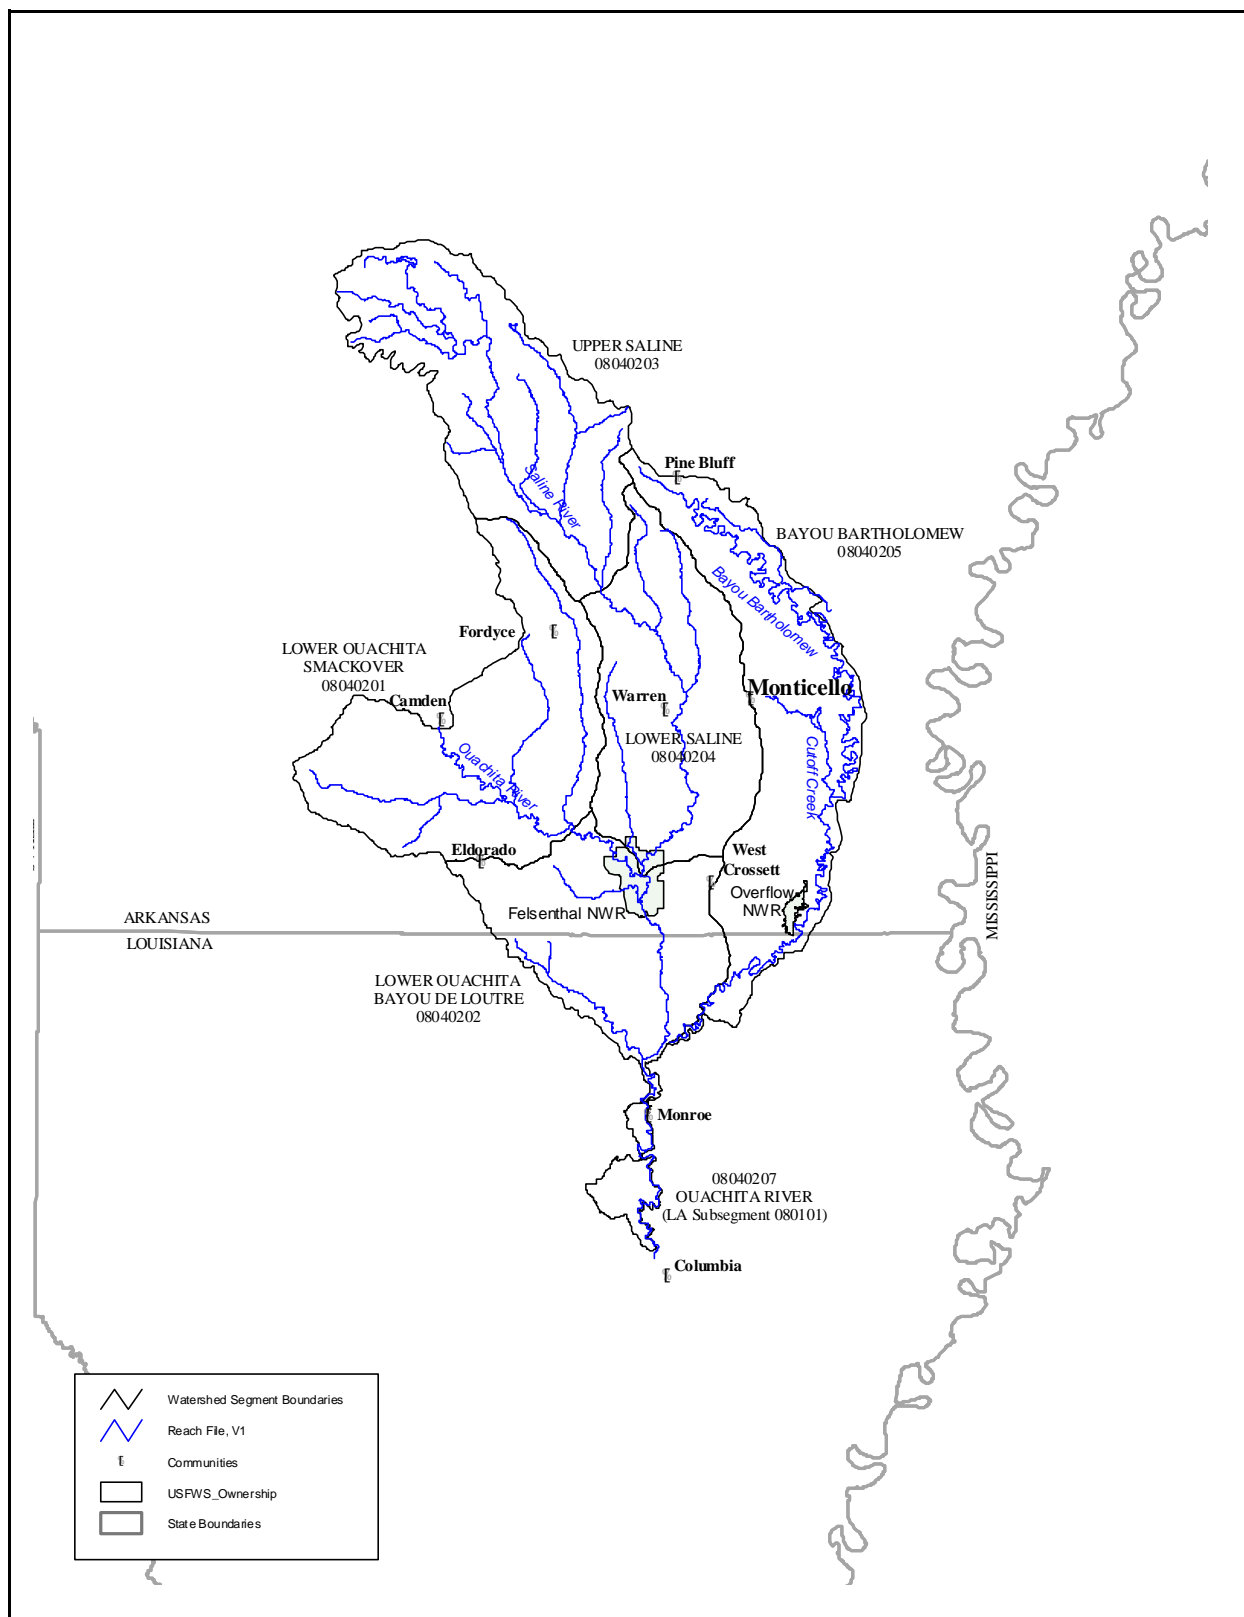 UPPER SALINE
08040203
Pine Bluff
Saline River
BAYOU BARTHOLOMEW
08040205
Bayou Bartholomew
Fordyce
LOWER OUACHITA
SMACKOVER
08040201
Camden
Warren
Monticello
LOWER SALINE
08040204
Ouachita River
Cutoff Creek
Eldorado
West
Crossett
Overflow
NWR
Felsenthal NWR
ARKANSAS
LOUISIANA
MISSISSIPPI
LOWER OUACHITA
BAYOU DE LOUTRE
08040202
Monroe
08040207
OUACHITA RIVER
(LA Subsegment 080101)
Columbia
Watershed Segment Boundaries
Reach File, V1
Communities
USFWS_Ownership
State Boundaries